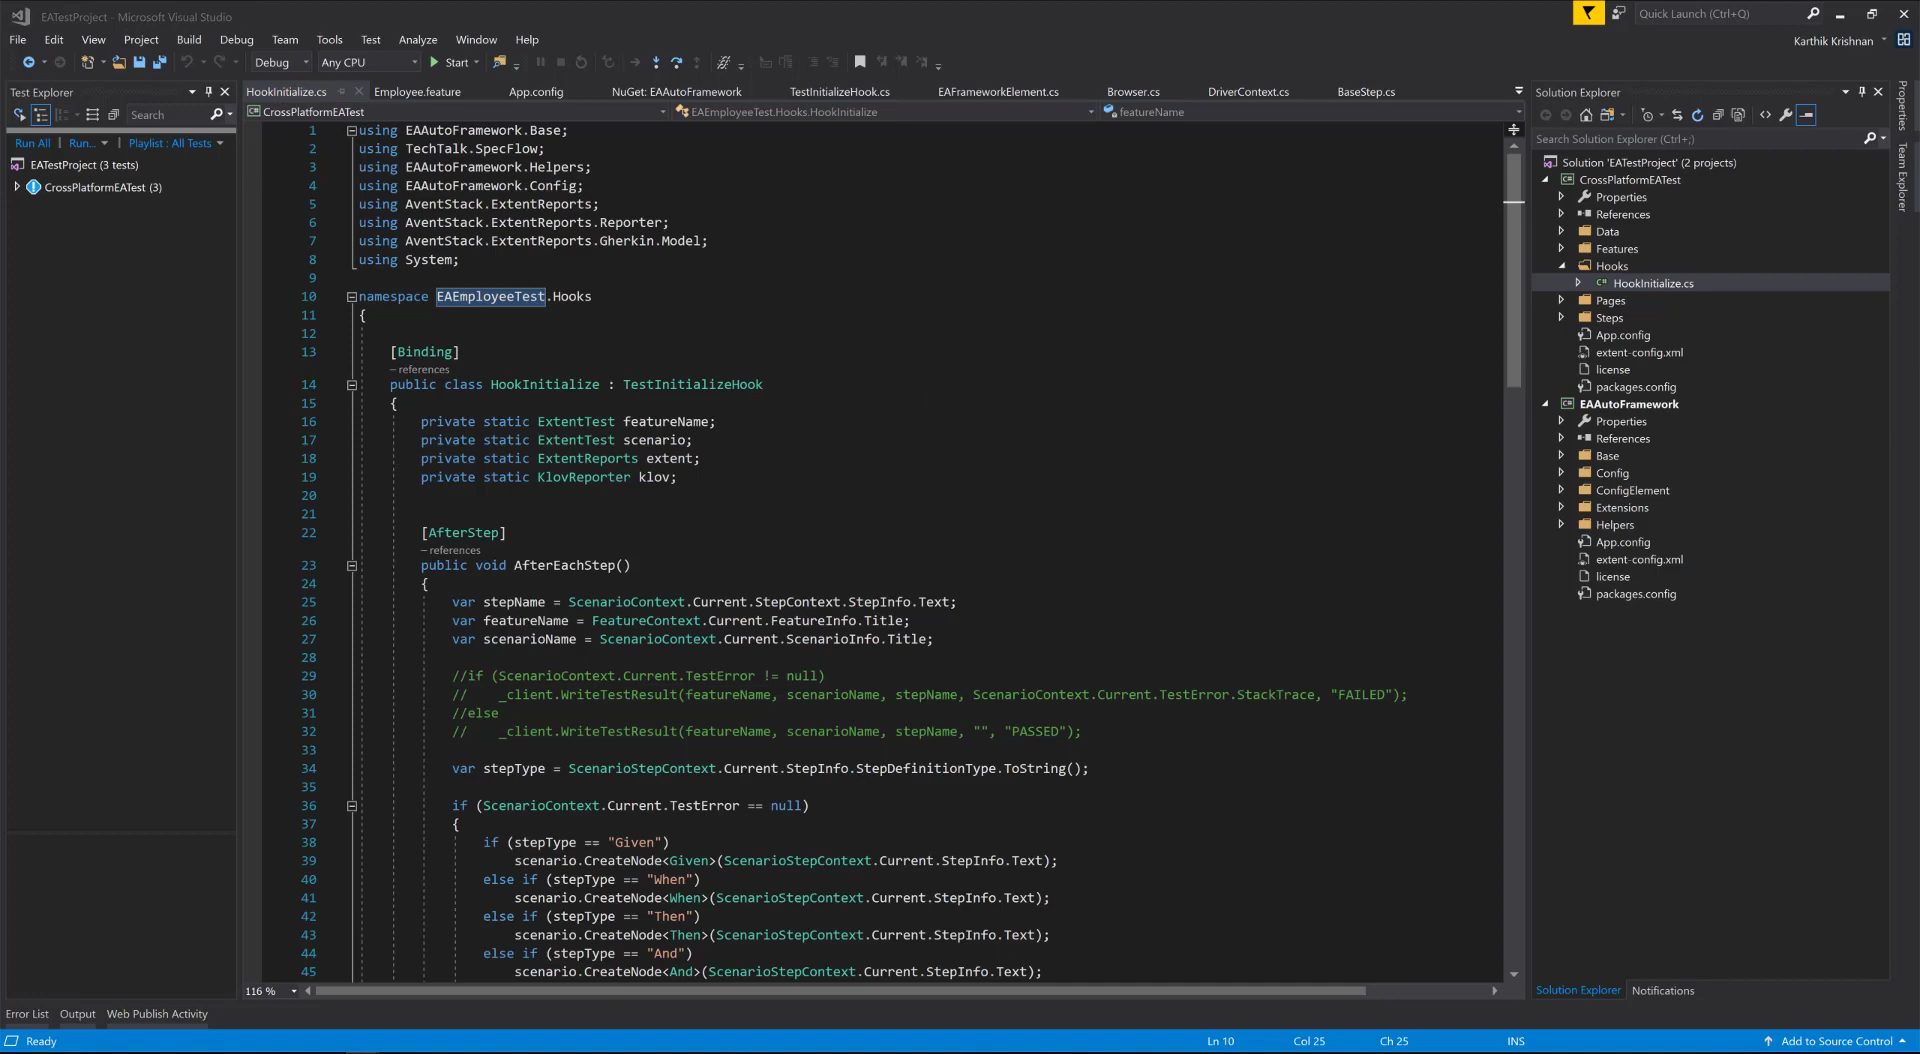 EATestProject - Microsoft Visual Studio
Quick Launch (Ctrl+Q)
File Edit View Project Build Debug Team Tools Test Analyze Window Help
Karthik Krishnan
Debug Any CPU Start
Test Explorer
Search
Run All Run... Playlist : All Tests
EATestProject (3 tests)
CrossPlatformEATest (3)
HookInitialize.cs Employee.feature App.config NuGet: EAAutoFramework TestInitializeHook.cs EAFrameworkElement.cs Browser.cs DriverContext.cs BaseStep.cs
CrossPlatformEATest EAEmployeeTest.Hooks.HookInitialize featureName
1 using EAAutoFramework.Base;
2 using TechTalk.SpecFlow;
3 using EAAutoFramework.Helpers;
4 using EAAutoFramework.Config;
5 using AventStack.ExtentReports;
6 using AventStack.ExtentReports.Reporter;
7 using AventStack.ExtentReports.Gherkin.Model;
8 using System;
9
10 namespace EAEmployeeTest.Hooks
11 {
12
13 [Binding]
– references
14 public class HookInitialize : TestInitializeHook
15 {
16 private static ExtentTest featureName;
17 private static ExtentTest scenario;
18 private static ExtentReports extent;
19 private static KlovReporter klov;
20
21
22 [AfterStep]
– references
23 public void AfterEachStep()
24 {
25 var stepName = ScenarioContext.Current.StepContext.StepInfo.Text;
26 var featureName = FeatureContext.Current.FeatureInfo.Title;
27 var scenarioName = ScenarioContext.Current.ScenarioInfo.Title;
28
29 //if (ScenarioContext.Current.TestError != null)
30 // _client.WriteTestResult(featureName, scenarioName, stepName, ScenarioContext.Current.TestError.StackTrace, "FAILED");
31 //else
32 // _client.WriteTestResult(featureName, scenarioName, stepName, "", "PASSED");
33
34 var stepType = ScenarioStepContext.Current.StepInfo.StepDefinitionType.ToString();
35
36 if (ScenarioContext.Current.TestError == null)
37 {
38 if (stepType == "Given")
39 scenario.CreateNode<Given>(ScenarioStepContext.Current.StepInfo.Text);
40 else if (stepType == "When")
41 scenario.CreateNode<When>(ScenarioStepContext.Current.StepInfo.Text);
42 else if (stepType == "Then")
43 scenario.CreateNode<Then>(ScenarioStepContext.Current.StepInfo.Text);
44 else if (stepType == "And")
45 scenario.CreateNode<And>(ScenarioStepContext.Current.StepInfo.Text);
116 %
Solution Explorer
Search Solution Explorer (Ctrl+;)
Solution 'EATestProject' (2 projects)
CrossPlatformEATest
Properties
References
Data
Features
Hooks
HookInitialize.cs
Pages
Steps
App.config
extent-config.xml
license
packages.config
EAAutoFramework
Properties
References
Base
Config
ConfigElement
Extensions
Helpers
App.config
extent-config.xml
license
packages.config
Solution Explorer Notifications
Properties
Team Explorer
Error List Output Web Publish Activity
Ready Ln 10 Col 25 Ch 25 INS Add to Source Control